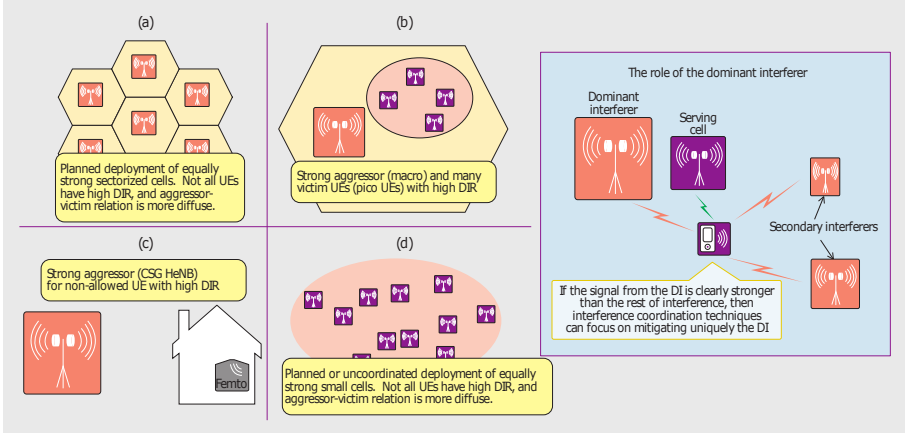 (a)
Planned deployment of equally
strong sectorized cells.  Not all UEs
have high DIR, and aggressor-
victim relation is more diffuse.
(b)
Strong aggressor (macro) and many
victim UEs (pico UEs) with high DIR
(c)
Strong aggressor (CSG HeNB)
for non-allowed UE with high DIR
Femto
(d)
Planned or uncoordinated deployment of equally
strong small cells.  Not all UEs have high DIR, and
aggressor-victim relation is more diffuse.
The role of the dominant interferer
Dominant
interferer
Serving
cell
Secondary interferers
If the signal from the DI is clearly stronger
than the rest of interference, then
interference coordination techniques
can focus on mitigating uniquely the DI